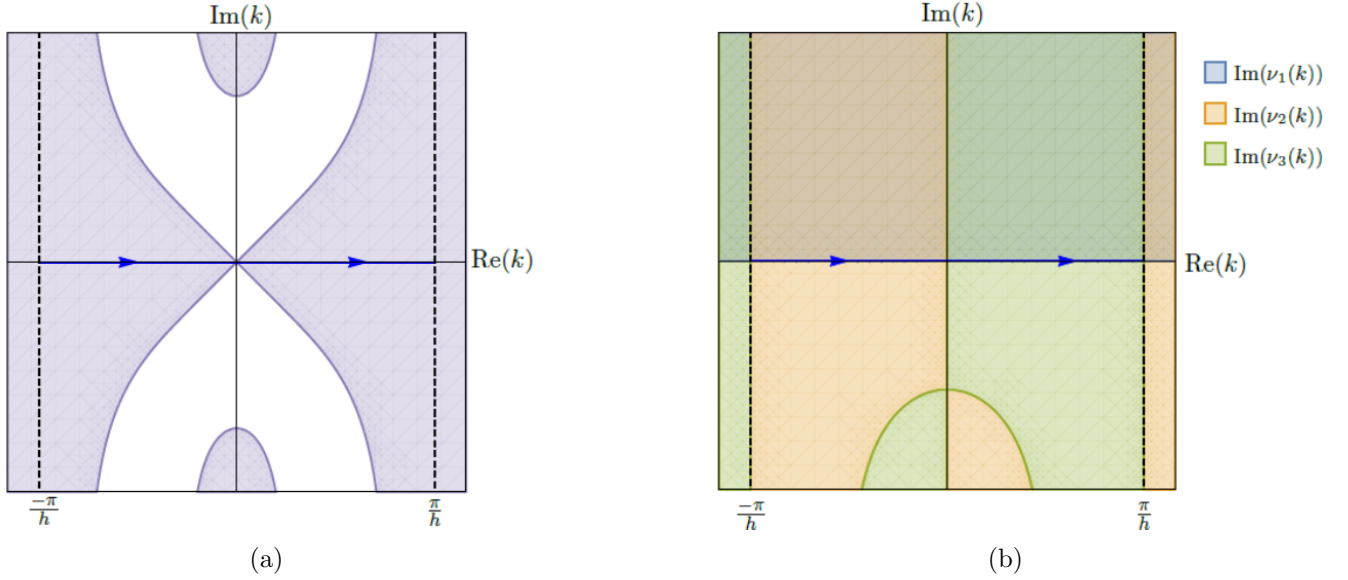 Im(k)
Re(k)
-π/h
π/h
(a)
Im(k)
Re(k)
-π/h
π/h
Im(ν₁(k))
Im(ν₂(k))
Im(ν₃(k))
(b)